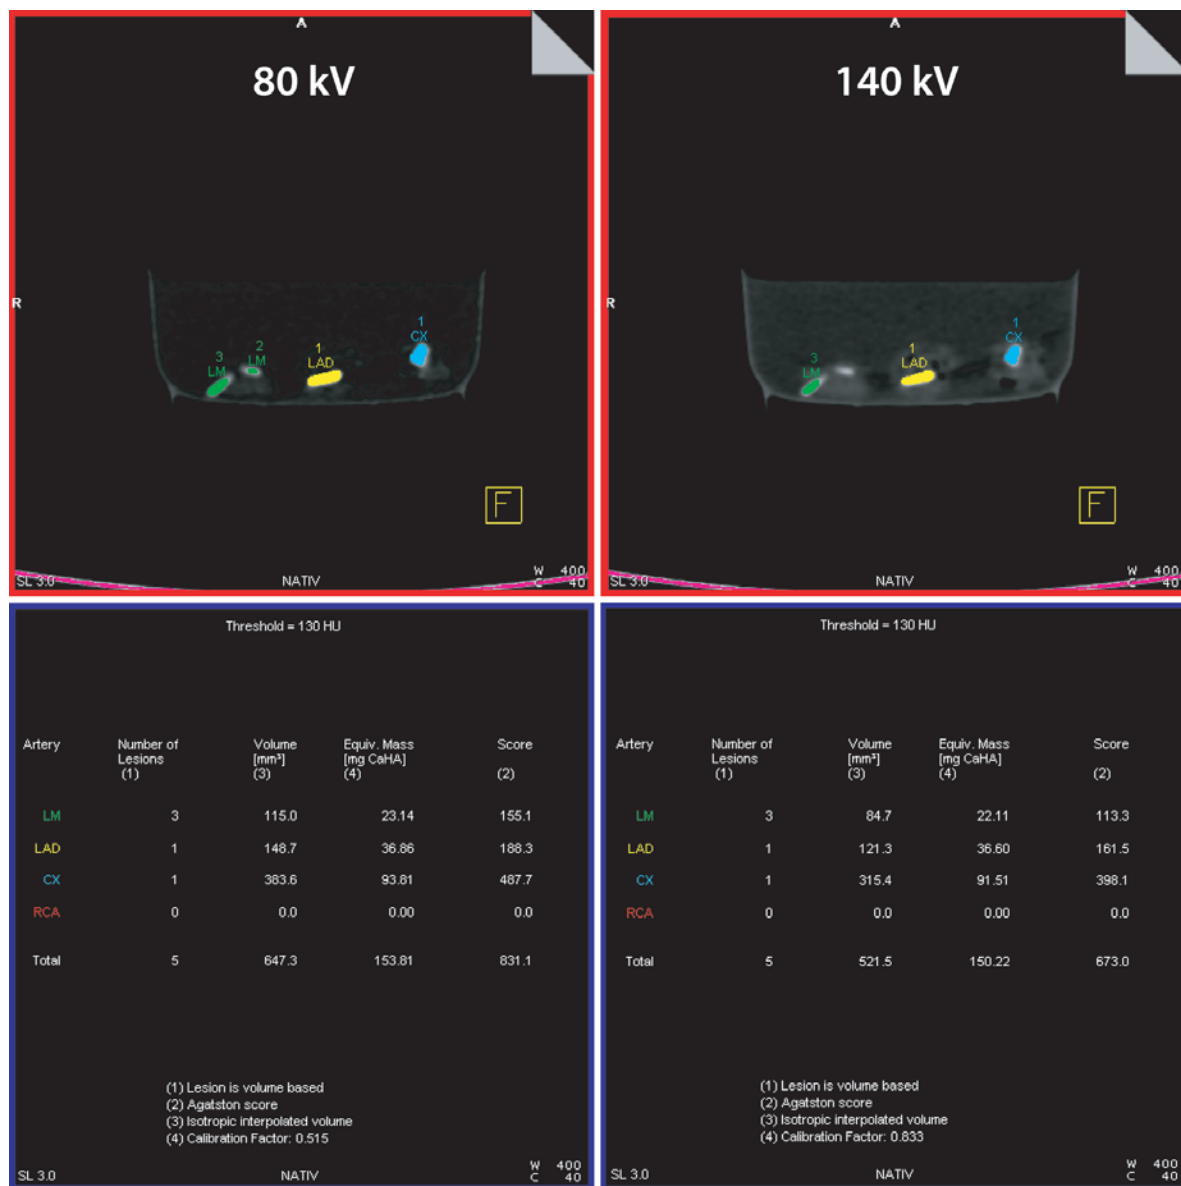 A
80 kV
R
1
CX
2
LM
1
LAD
3
LM
F
SL 3.0
NATIV
W 400
C 40
A
140 kV
R
1
CX
1
LAD
3
LM
F
SL 3.0
NATIV
W 400
C 40
Threshold = 130 HU
Artery Number of Lesions (1) Volume [mm³] (3) Equiv. Mass [mg CaHA] (4) Score (2)
LM 3 115.0 23.14 155.1
LAD 1 148.7 36.86 188.3
CX 1 383.6 93.81 487.7
RCA 0 0.0 0.00 0.0
Total 5 647.3 153.81 831.1
(1) Lesion is volume based
(2) Agatston score
(3) Isotropic interpolated volume
(4) Calibration Factor: 0.515
SL 3.0
NATIV
W 400
C 40
Threshold = 130 HU
Artery Number of Lesions (1) Volume [mm³] (3) Equiv. Mass [mg CaHA] (4) Score (2)
LM 3 84.7 22.11 113.3
LAD 1 121.3 36.60 161.5
CX 1 315.4 91.51 398.1
RCA 0 0.0 0.00 0.0
Total 5 521.5 150.22 673.0
(1) Lesion is volume based
(2) Agatston score
(3) Isotropic interpolated volume
(4) Calibration Factor: 0.833
SL 3.0
NATIV
W 400
C 40